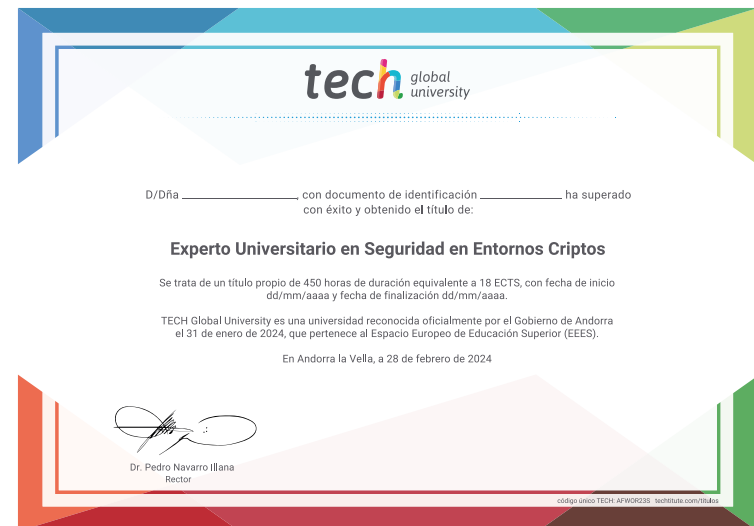 tech global university
D/Dña ____________, con documento de identificación ____________ ha superado
con éxito y obtenido el título de:
Experto Universitario en Seguridad en Entornos Criptos
Se trata de un título propio de 450 horas de duración equivalente a 18 ECTS, con fecha de inicio
dd/mm/aaaa y fecha de finalización dd/mm/aaaa.
TECH Global University es una universidad reconocida oficialmente por el Gobierno de Andorra
el 31 de enero de 2024, que pertenece al Espacio Europeo de Educación Superior (EEES).
En Andorra la Vella, a 28 de febrero de 2024
Dr. Pedro Navarro Illana
Rector
código único TECH: AFWOR23S techtitute.com/titulos